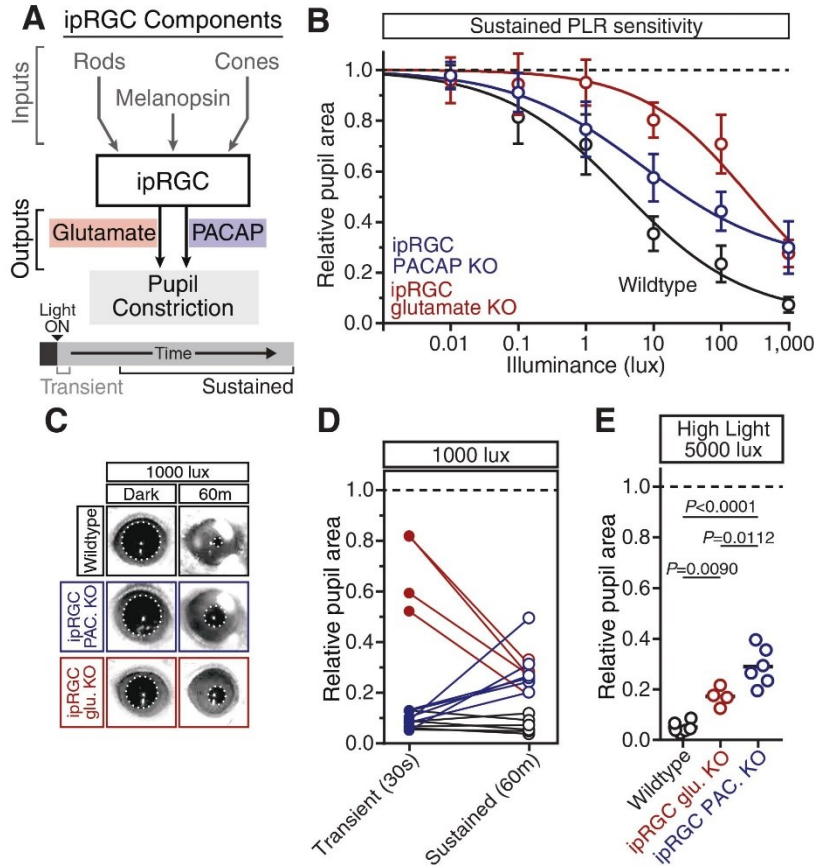 A
ipRGC Components
Inputs
Rods
Cones
Melanopsin
ipRGC
Outputs
Glutamate
PACAP
Pupil
Constriction
Light
ON
Time
Transient
Sustained
B
Sustained PLR sensitivity
Relative pupil area
1.0
0.8
0.6
0.4
0.2
0.0
ipRGC
PACAP KO
ipRGC
glutamate KO
Wildtype
0.01
0.1
1
10
100
1,000
Illuminance (lux)
C
1000 lux
Dark
60m
Wildtype
ipRGC
PAC. KO
ipRGC
glu. KO
D
1000 lux
Relative pupil area
1.0
0.8
0.6
0.4
0.2
0.0
Transient (30s)
Sustained (60m)
E
High Light
5000 lux
Relative pupil area
1.0
0.8
0.6
0.4
0.2
0.0
P<0.0001
P=0.0112
P=0.0090
Wildtype
ipRGC glu. KO
ipRGC PAC. KO